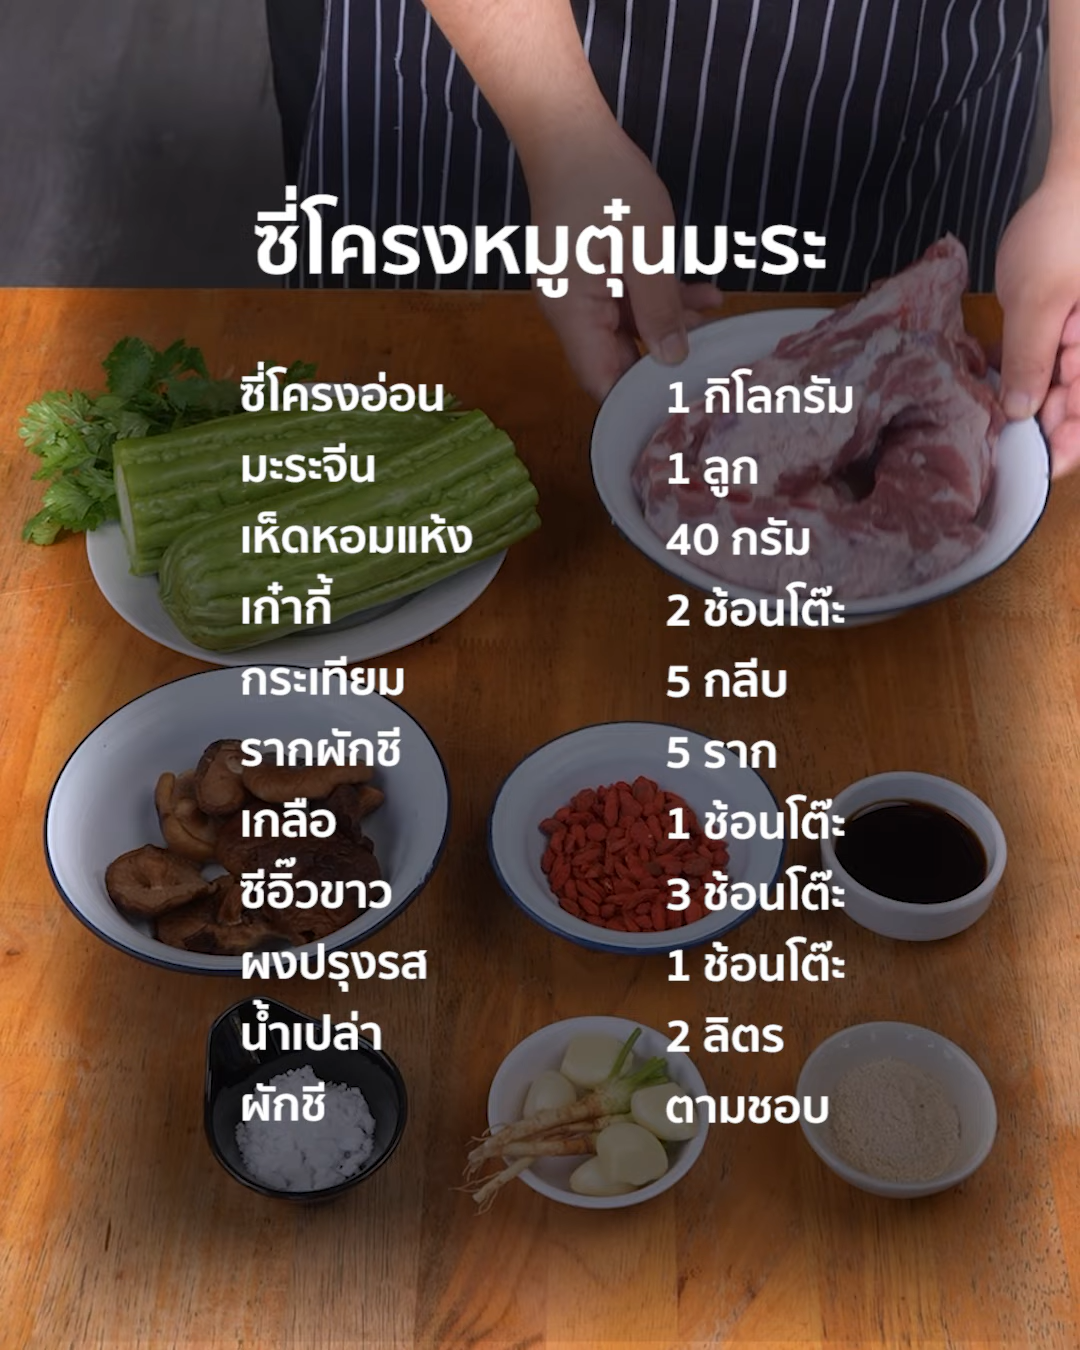 ซี่โครงหมูตุ๋นมะระ
ซี่โครงอ่อน 1 กิโลกรัม
มะระจีน 1 ลูก
เห็ดหอมแห้ง 40 กรัม
เก๋ากี้ 2 ช้อนโต๊ะ
กระเทียม 5 กลีบ
รากผักชี 5 ราก
เกลือ 1 ช้อนโต๊ะ
ซีอิ๊วขาว 3 ช้อนโต๊ะ
ผงปรุงรส 1 ช้อนโต๊ะ
น้ำเปล่า 2 ลิตร
ผักชี ตามชอบ